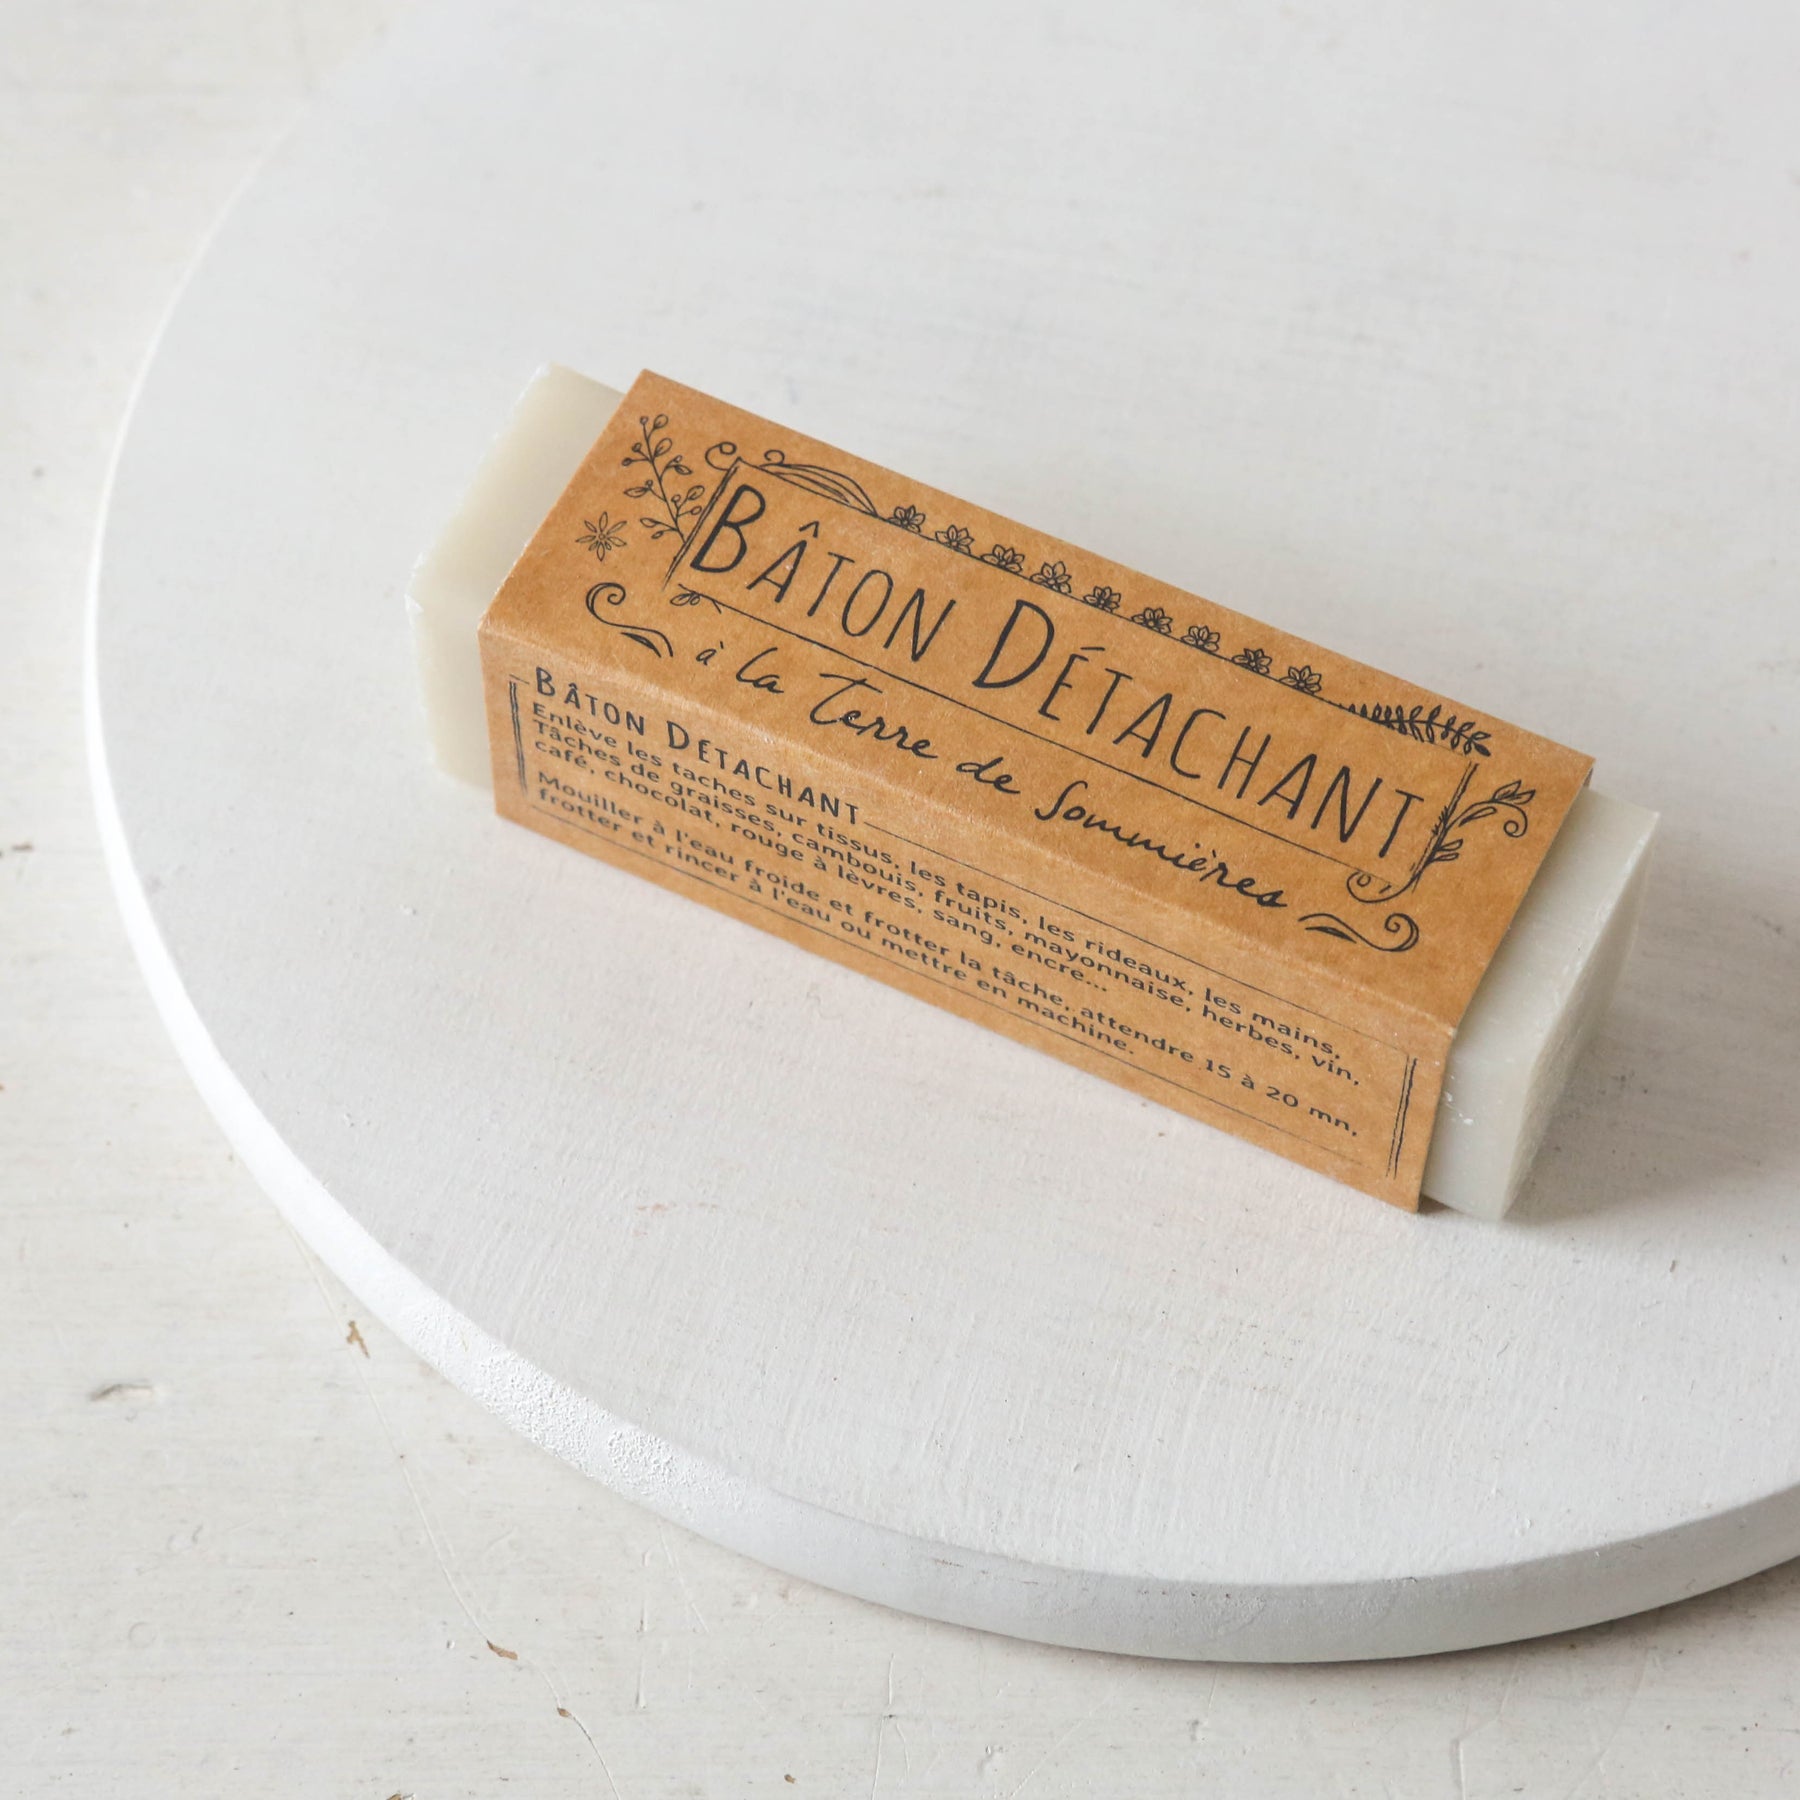 BÂTON DÉTACHANT
à la Terre de Sommières
BÂTON DÉTACHANT
Enlève les taches sur tissus, les tapis, les rideaux, les mains.
Tâches de graisses, cambouis, fruits, mayonnaise, herbes, vin,
café, chocolat, rouge à lèvres, sang, encre...
Mouiller à l'eau froide et frotter la tâche, attendre 15 à 20 mn,
frotter et rincer à l'eau ou mettre en machine.